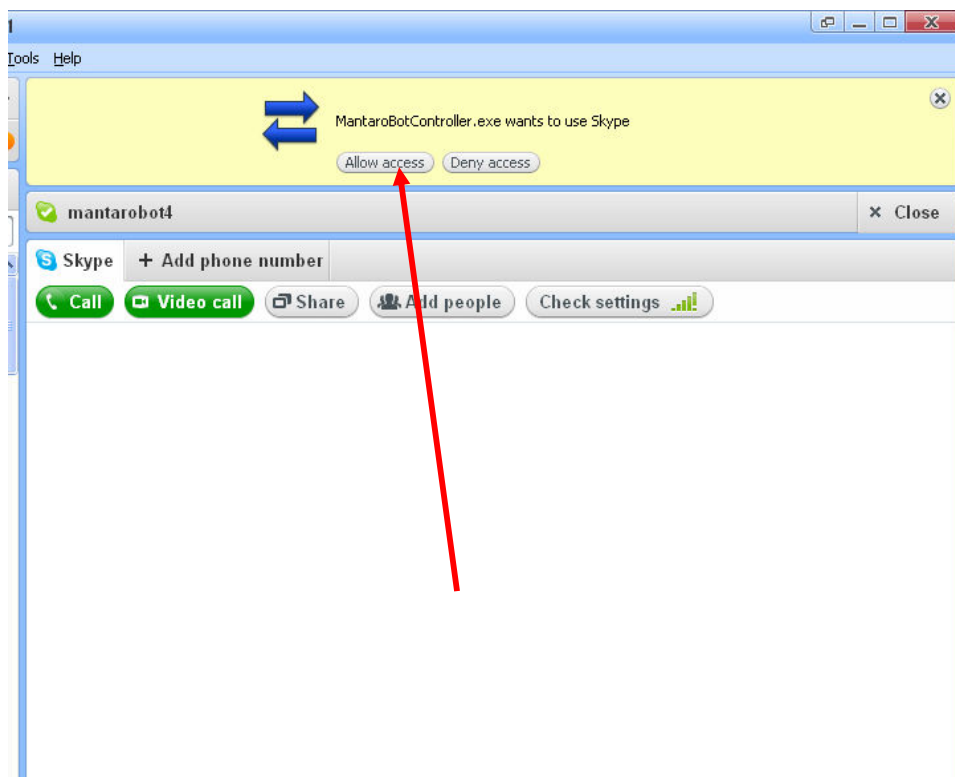 Tools Help
MantaroBotController.exe wants to use Skype
Allow access Deny access
mantarobot4 × Close
Skype + Add phone number
Call Video call Share Add people Check settings